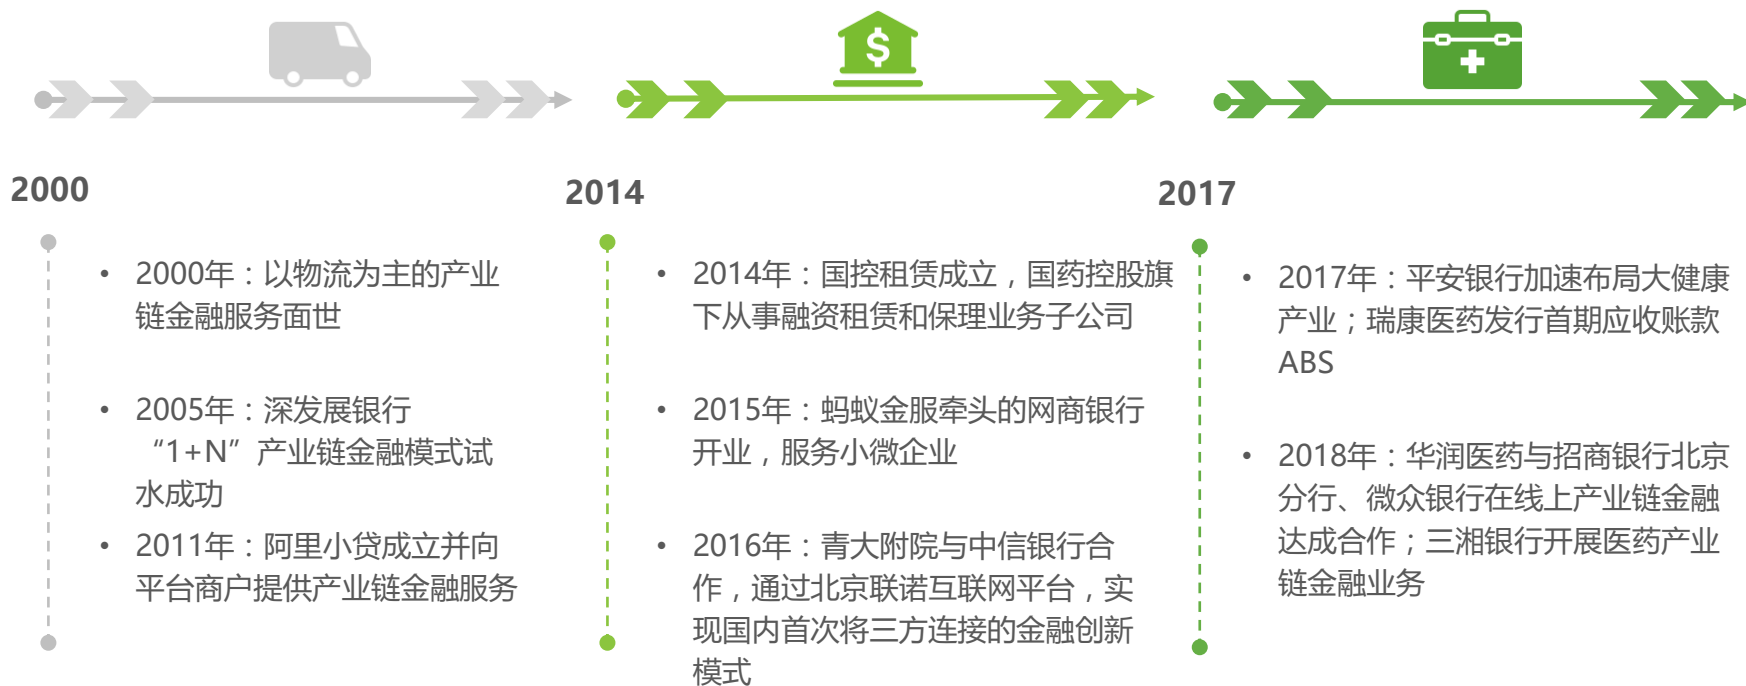 2000
• 2000年：以物流为主的产业
链金融服务面世
• 2005年：深发展银行
“1+N”产业链金融模式试
水成功
• 2011年：阿里小贷成立并向
平台商户提供产业链金融服务
2014
• 2014年：国控租赁成立，国药控股旗
下从事融资租赁和保理业务子公司
• 2015年：蚂蚁金服牵头的网商银行
开业，服务小微企业
• 2016年：青大附院与中信银行合
作，通过北京联诺互联网平台，实
现国内首次将三方连接的金融创新
模式
2017
• 2017年：平安银行加速布局大健康
产业；瑞康医药发行首期应收账款
ABS
• 2018年：华润医药与招商银行北京
分行、微众银行在线上产业链金融
达成合作；三湘银行开展医药产业
链金融业务